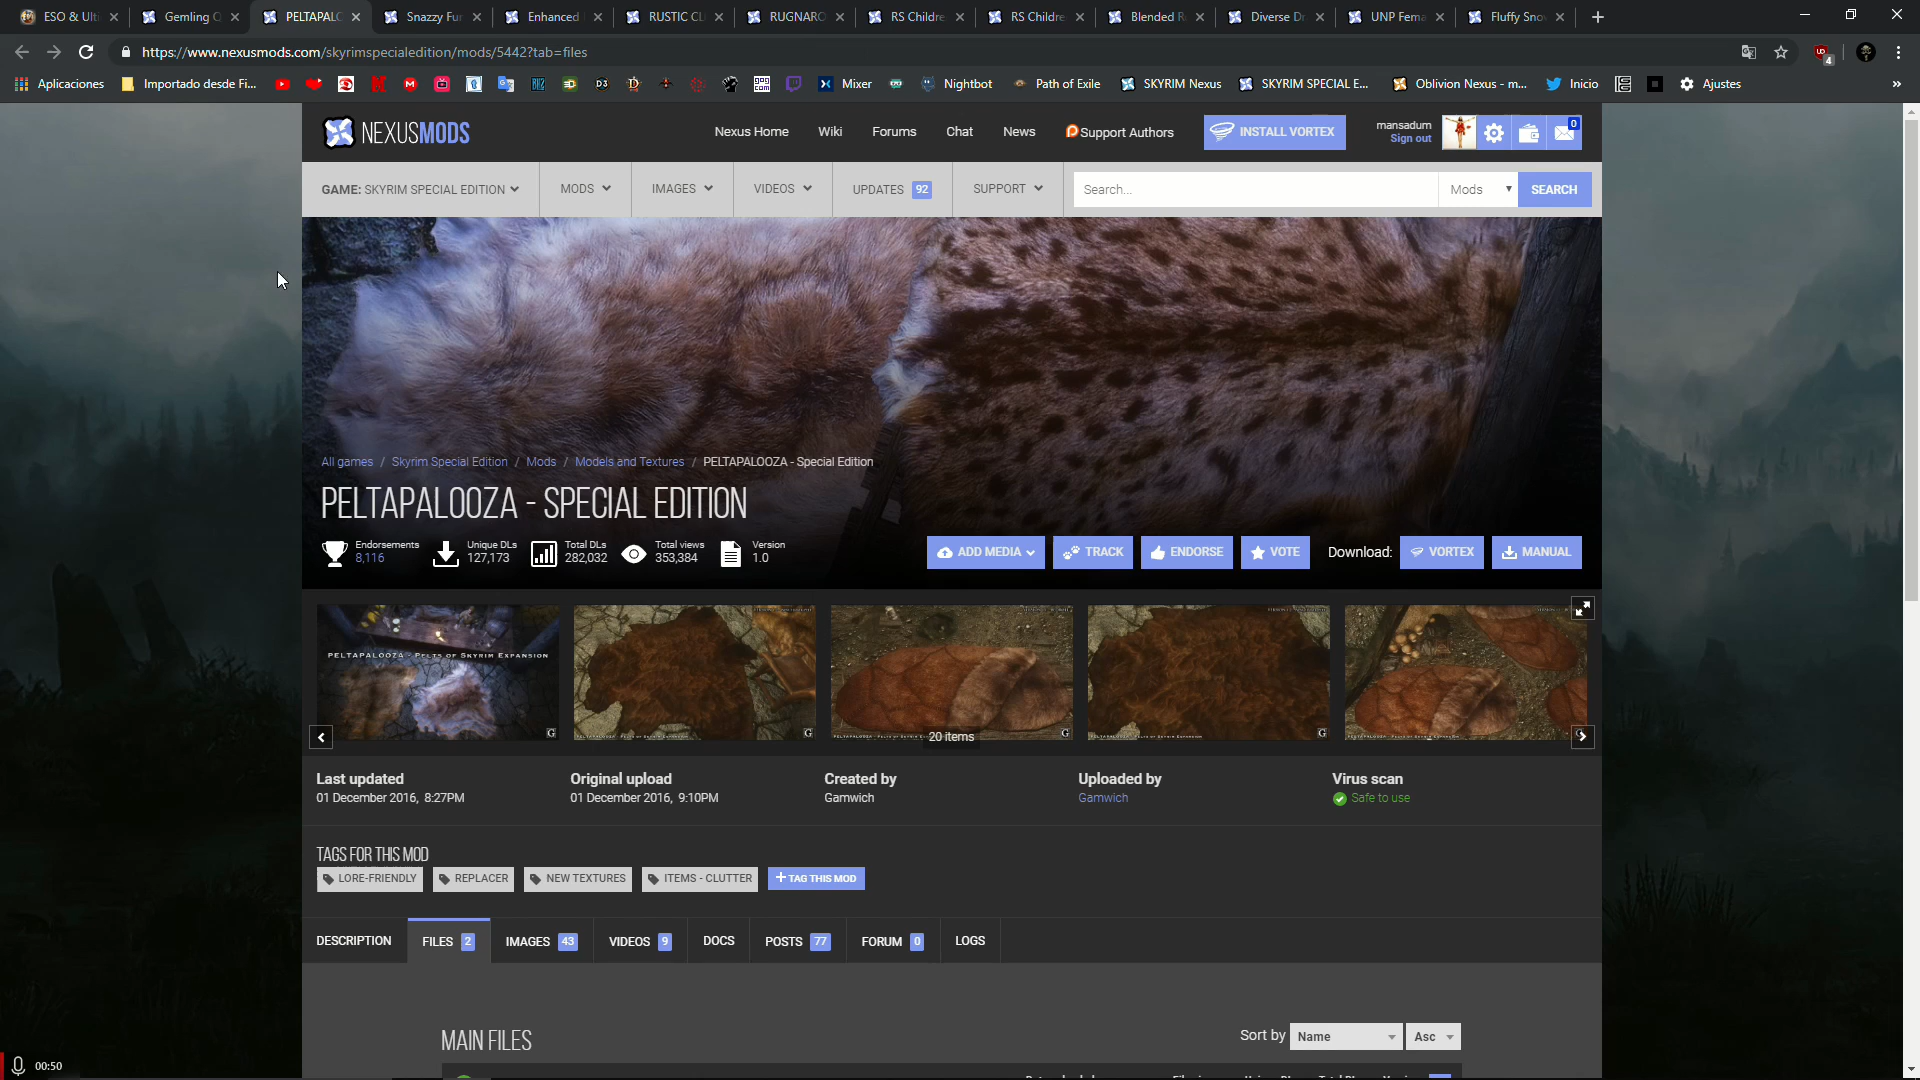 ESO & Ulti
Gemling Q
PELTAPALO
Snazzy Fur
Enhanced
RUSTIC CL
RUGNARO
RS Childre
RS Childre
Blended R
Diverse Dr
UNP Fema
Fluffy Sno
https://www.nexusmods.com/skyrimspecialedition/mods/5442?tab=files
4
Aplicaciones
Importado desde Fi...
Mixer
Nightbot
Path of Exile
SKYRIM Nexus
SKYRIM SPECIAL E...
Oblivion Nexus - m...
Inicio
Ajustes
»
NEXUSMODS
Nexus Home
Wiki
Forums
Chat
News
Support Authors
INSTALL VORTEX
mansadum
Sign out
0
GAME: SKYRIM SPECIAL EDITION
MODS
IMAGES
VIDEOS
UPDATES 92
SUPPORT
Search...
Mods
SEARCH
All games / Skyrim Special Edition / Mods / Models and Textures / PELTAPALOOZA - Special Edition
PELTAPALOOZA - SPECIAL EDITION
Endorsements
8,116
Unique DLs
127,173
Total DLs
282,032
Total views
353,384
Version
1.0
ADD MEDIA
TRACK
ENDORSE
VOTE
Download:
VORTEX
MANUAL
PELTAPALOOZA - PELTS OF SKYRIM EXPANSION
20 items
Last updated
01 December 2016, 8:27PM
Original upload
01 December 2016, 9:10PM
Created by
Gamwich
Uploaded by
Gamwich
Virus scan
Safe to use
TAGS FOR THIS MOD
LORE-FRIENDLY
REPLACER
NEW TEXTURES
ITEMS - CLUTTER
+ TAG THIS MOD
DESCRIPTION
FILES 2
IMAGES 43
VIDEOS 9
DOCS
POSTS 77
FORUM 0
LOGS
MAIN FILES
Sort by
Name
Asc
00:50